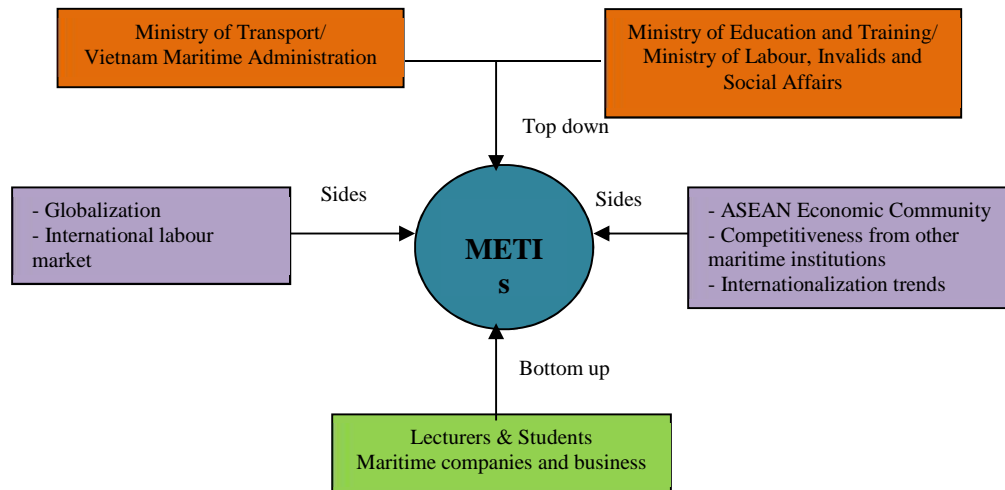 Ministry of Transport/
Vietnam Maritime Administration
Ministry of Education and Training/
Ministry of Labour, Invalids and
Social Affairs
Top down
Sides
Sides
- Globalization
- International labour
market
METI
s
- ASEAN Economic Community
- Competitiveness from other
maritime institutions
- Internationalization trends
Bottom up
Lecturers & Students
Maritime companies and business